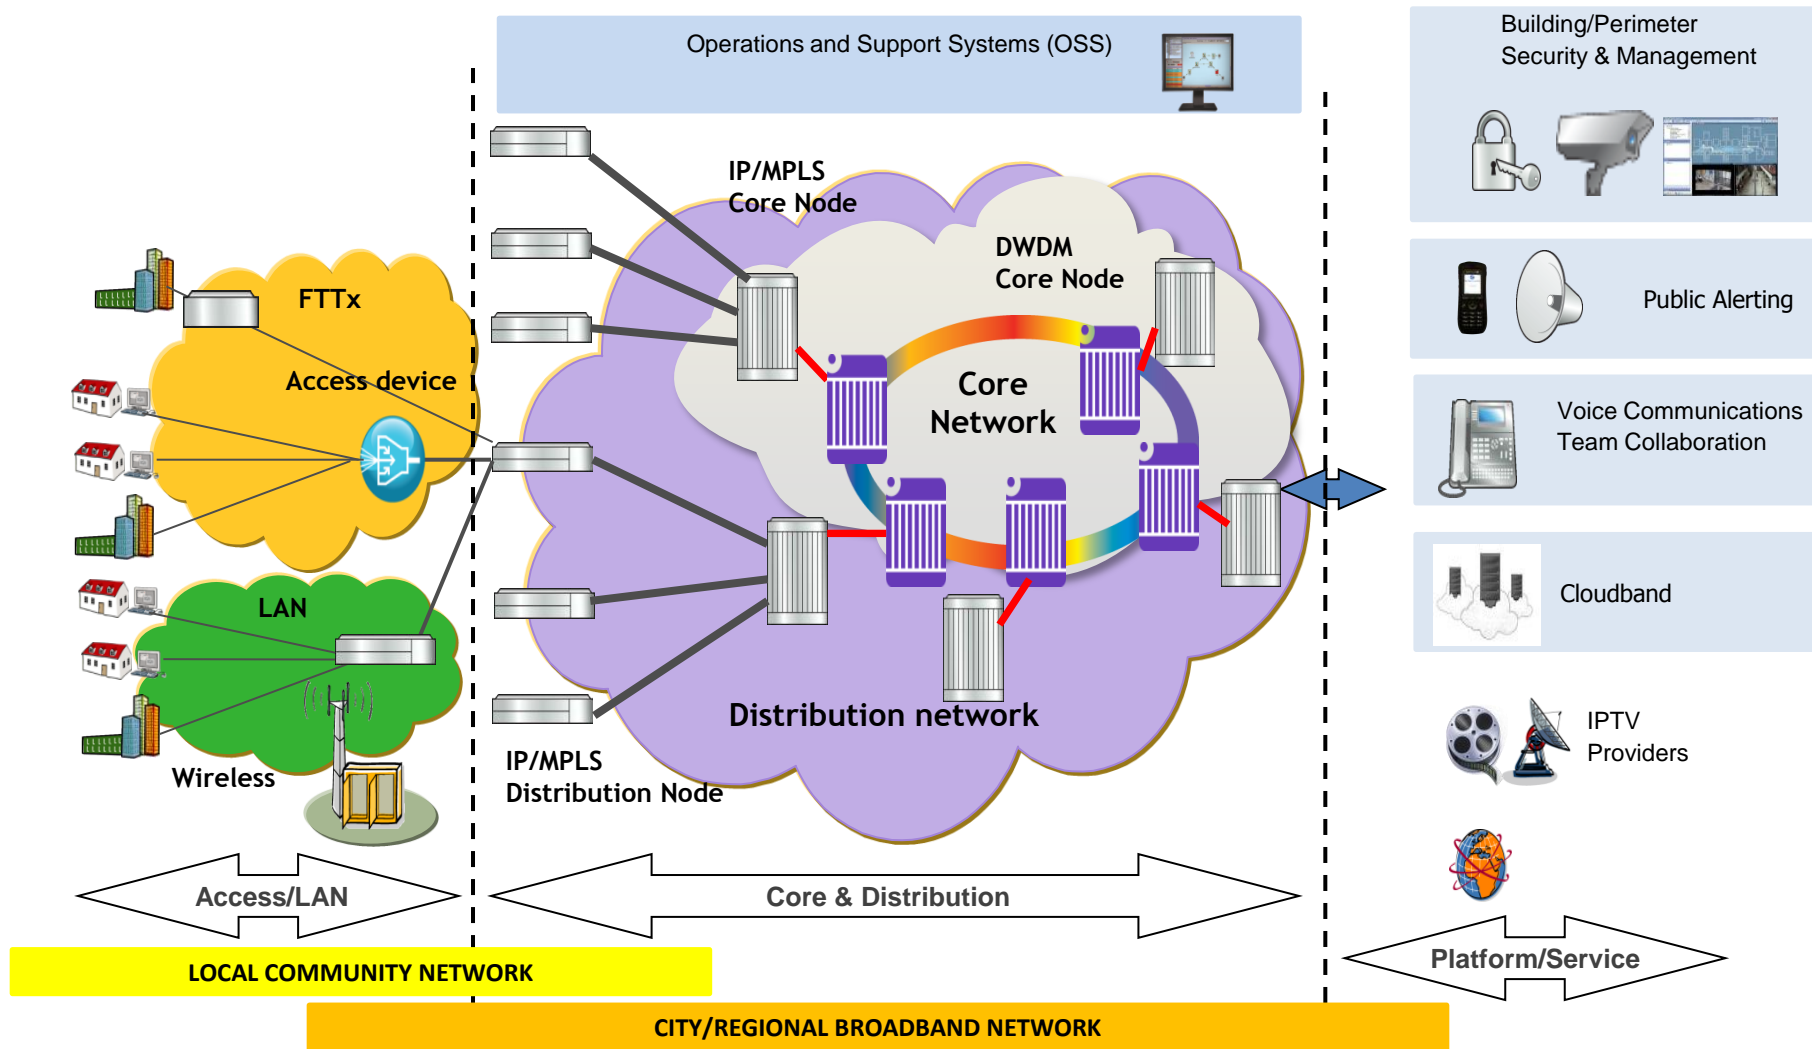 Operations and Support Systems (OSS)
Building/Perimeter
Security & Management
IP/MPLS
Core Node
DWDM
Core Node
FTTx
Public Alerting
Access device
Core
Network
Voice Communications
Team Collaboration
LAN
Cloudband
Distribution network
IPTV
Providers
Wireless
IP/MPLS
Distribution Node
Access/LAN
Core & Distribution
Platform/Service
LOCAL COMMUNITY NETWORK
CITY/REGIONAL BROADBAND NETWORK